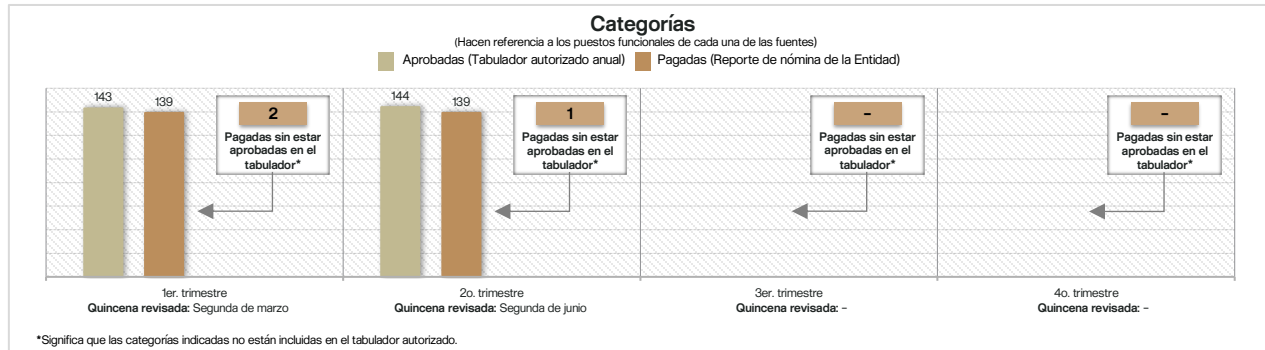 Categorías
(Hacen referencia a los puestos funcionales de cada una de las fuentes)
Aprobadas (Tabulador autorizado anual) Pagadas (Reporte de nómina de la Entidad)
143
139
2
Pagadas sin estar
aprobadas en el
tabulador*
144
139
1
Pagadas sin estar
aprobadas en el
tabulador*
–
Pagadas sin estar
aprobadas en el
tabulador*
–
Pagadas sin estar
aprobadas en el
tabulador*
1er. trimestre
Quincena revisada: Segunda de marzo
2o. trimestre
Quincena revisada: Segunda de junio
3er. trimestre
Quincena revisada: –
4o. trimestre
Quincena revisada: –
*Significa que las categorías indicadas no están incluidas en el tabulador autorizado.